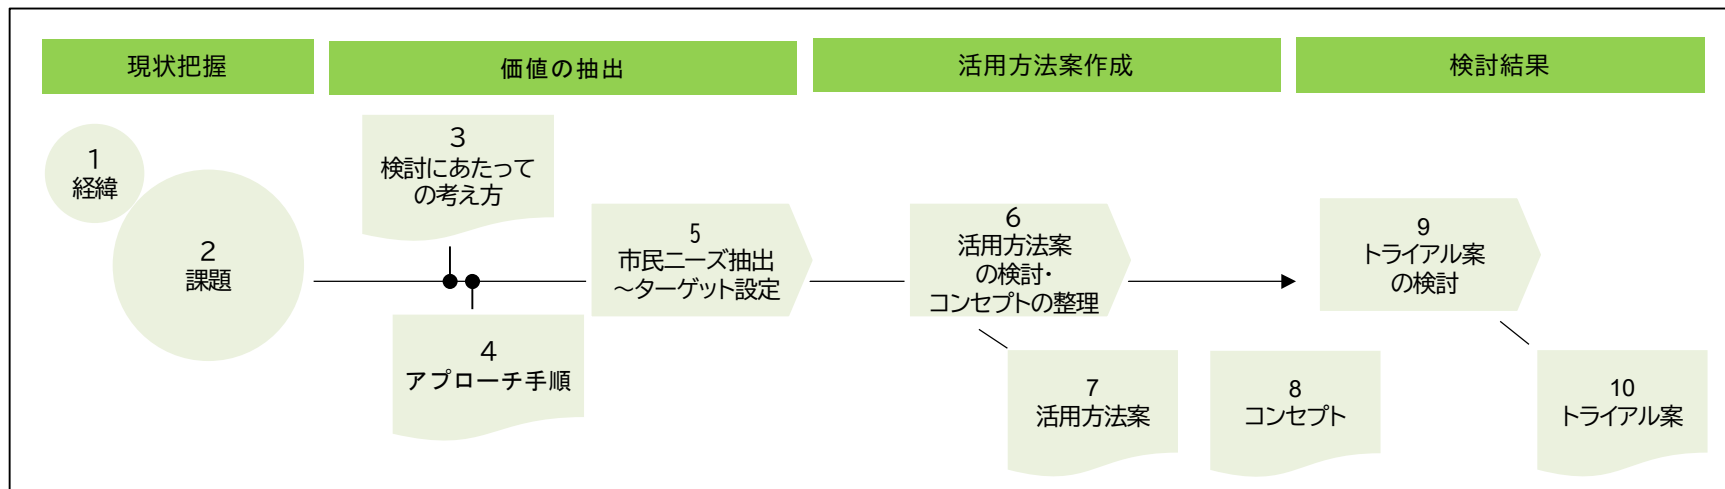 現状把握
価値の抽出
活用方法案作成
検討結果
1
経緯
2
課題
3
検討にあたって
の考え方
4
アプローチ手順
5
市民ニーズ抽出
～ターゲット設定
6
活用方法案
の検討・
コンセプトの整理
7
活用方法案
8
コンセプト
9
トライアル案
の検討
10
トライアル案